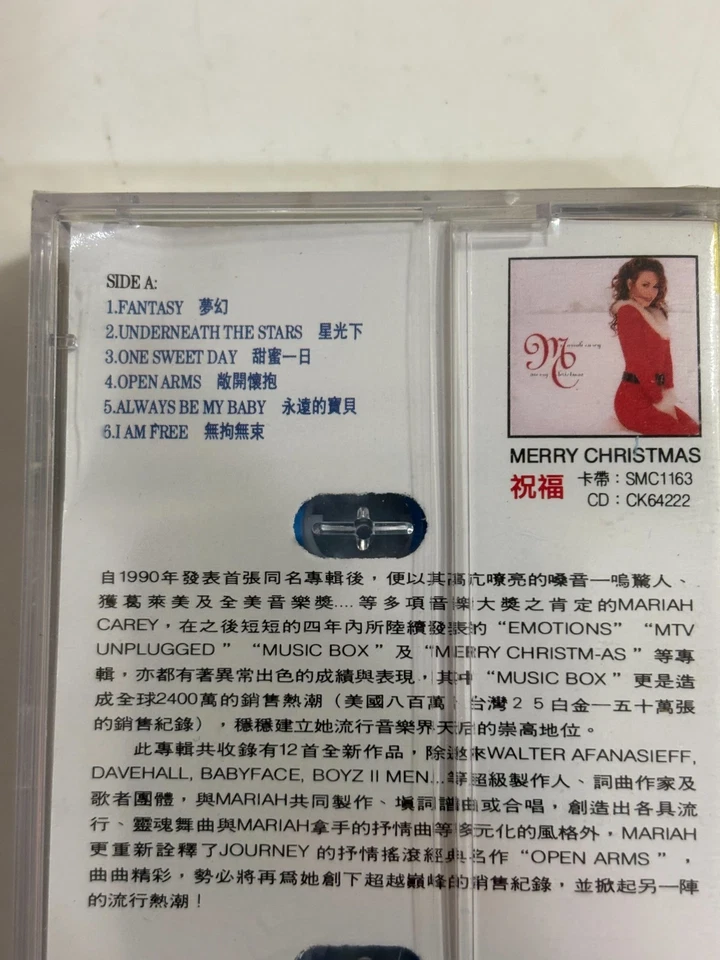 SIDE A:
1.FANTASY 夢幻
2.UNDERNEATH THE STARS 星光下
3.ONE SWEET DAY 甜蜜一日
4.OPEN ARMS 敞開懷抱
5.ALWAYS BE MY BABY 永遠的寶貝
6.I AM FREE 無拘無束
M
mariah carey
merry christmas
MERRY CHRISTMAS
祝福 卡帶：SMC1163
CD：CK64222
自1990年發表首張同名專輯後，便以其高亢嘹亮的嗓音一鳴驚人、
獲葛萊美及全美音樂獎....等多項音樂大獎之肯定的MARIAH
CAREY，在之後短短的四年內所陸續發表的“EMOTIONS”“MTV
UNPLUGGED”“MUSIC BOX”及“MERRY CHRISTM-AS”等專
輯，亦都有著異常出色的成績與表現，其中“MUSIC BOX”更是造
成全球2400萬的銷售熱潮（美國八百萬，台灣25白金—五十萬張
的銷售紀錄），穩穩建立她流行音樂界天后的崇高地位。
此專輯共收錄有12首全新作品，除邀來WALTER AFANASIEFF,
DAVEHALL, BABYFACE, BOYZ II MEN...等超級製作人、詞曲作家及
歌者團體，與MARIAH共同製作、填詞譜曲或合唱，創造出各具流
行、靈魂舞曲與MARIAH拿手的抒情曲等多元化的風格外，MARIAH
更重新詮釋了JOURNEY 的抒情搖滾經典名作“OPEN ARMS”，
曲曲精彩，勢必將再為她創下超越巔峰的銷售紀錄，並掀起另一陣
的流行熱潮！